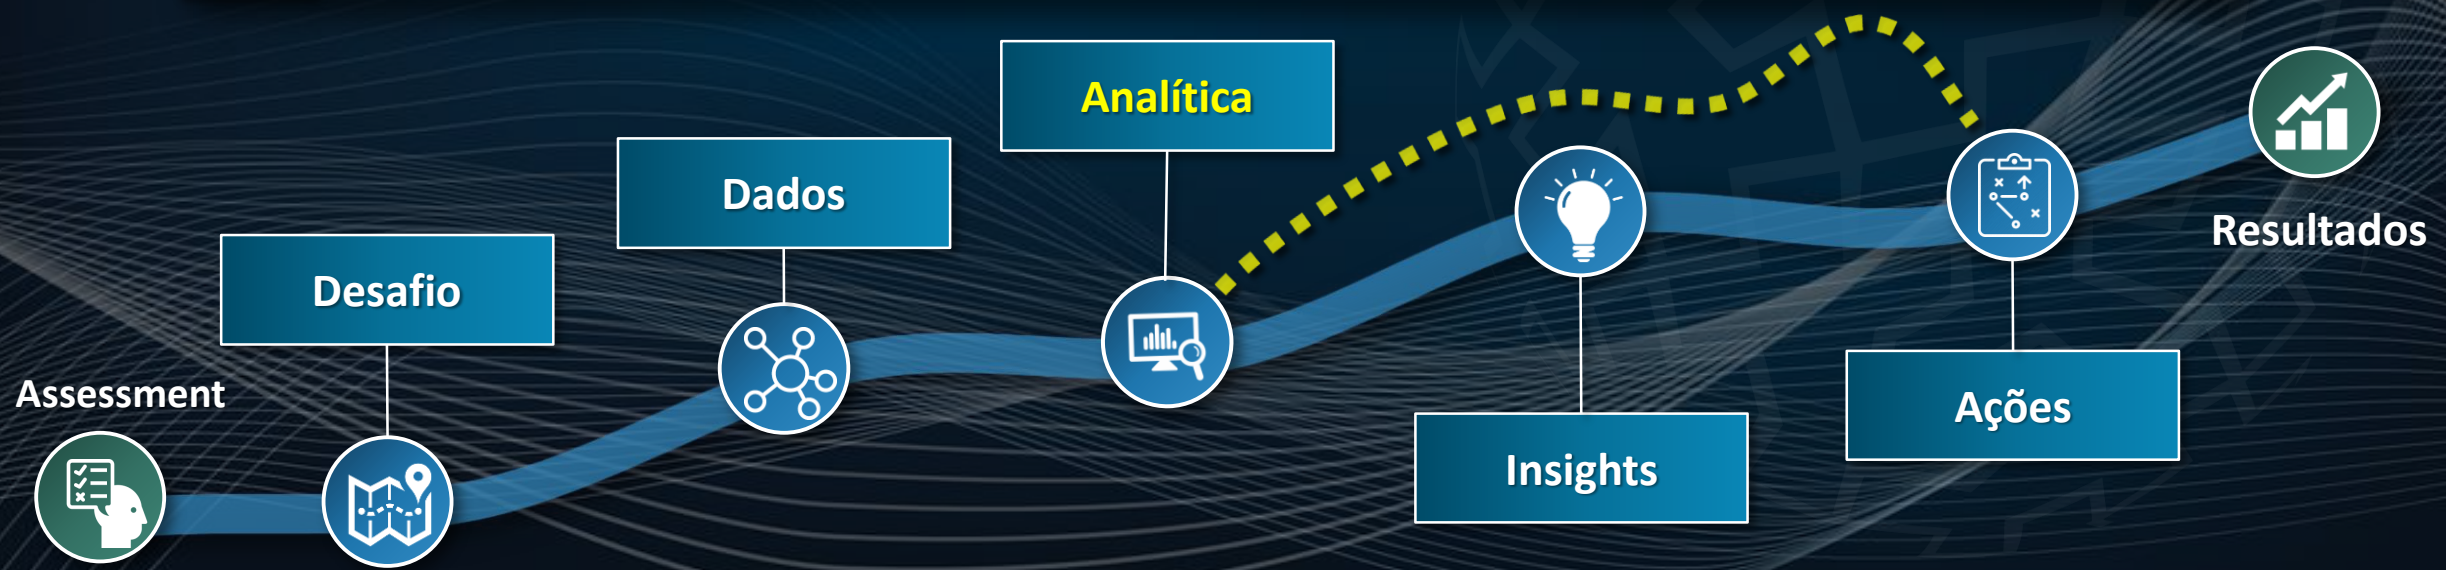 Assessment
Desafio
Dados
Analítica
Insights
Ações
Resultados